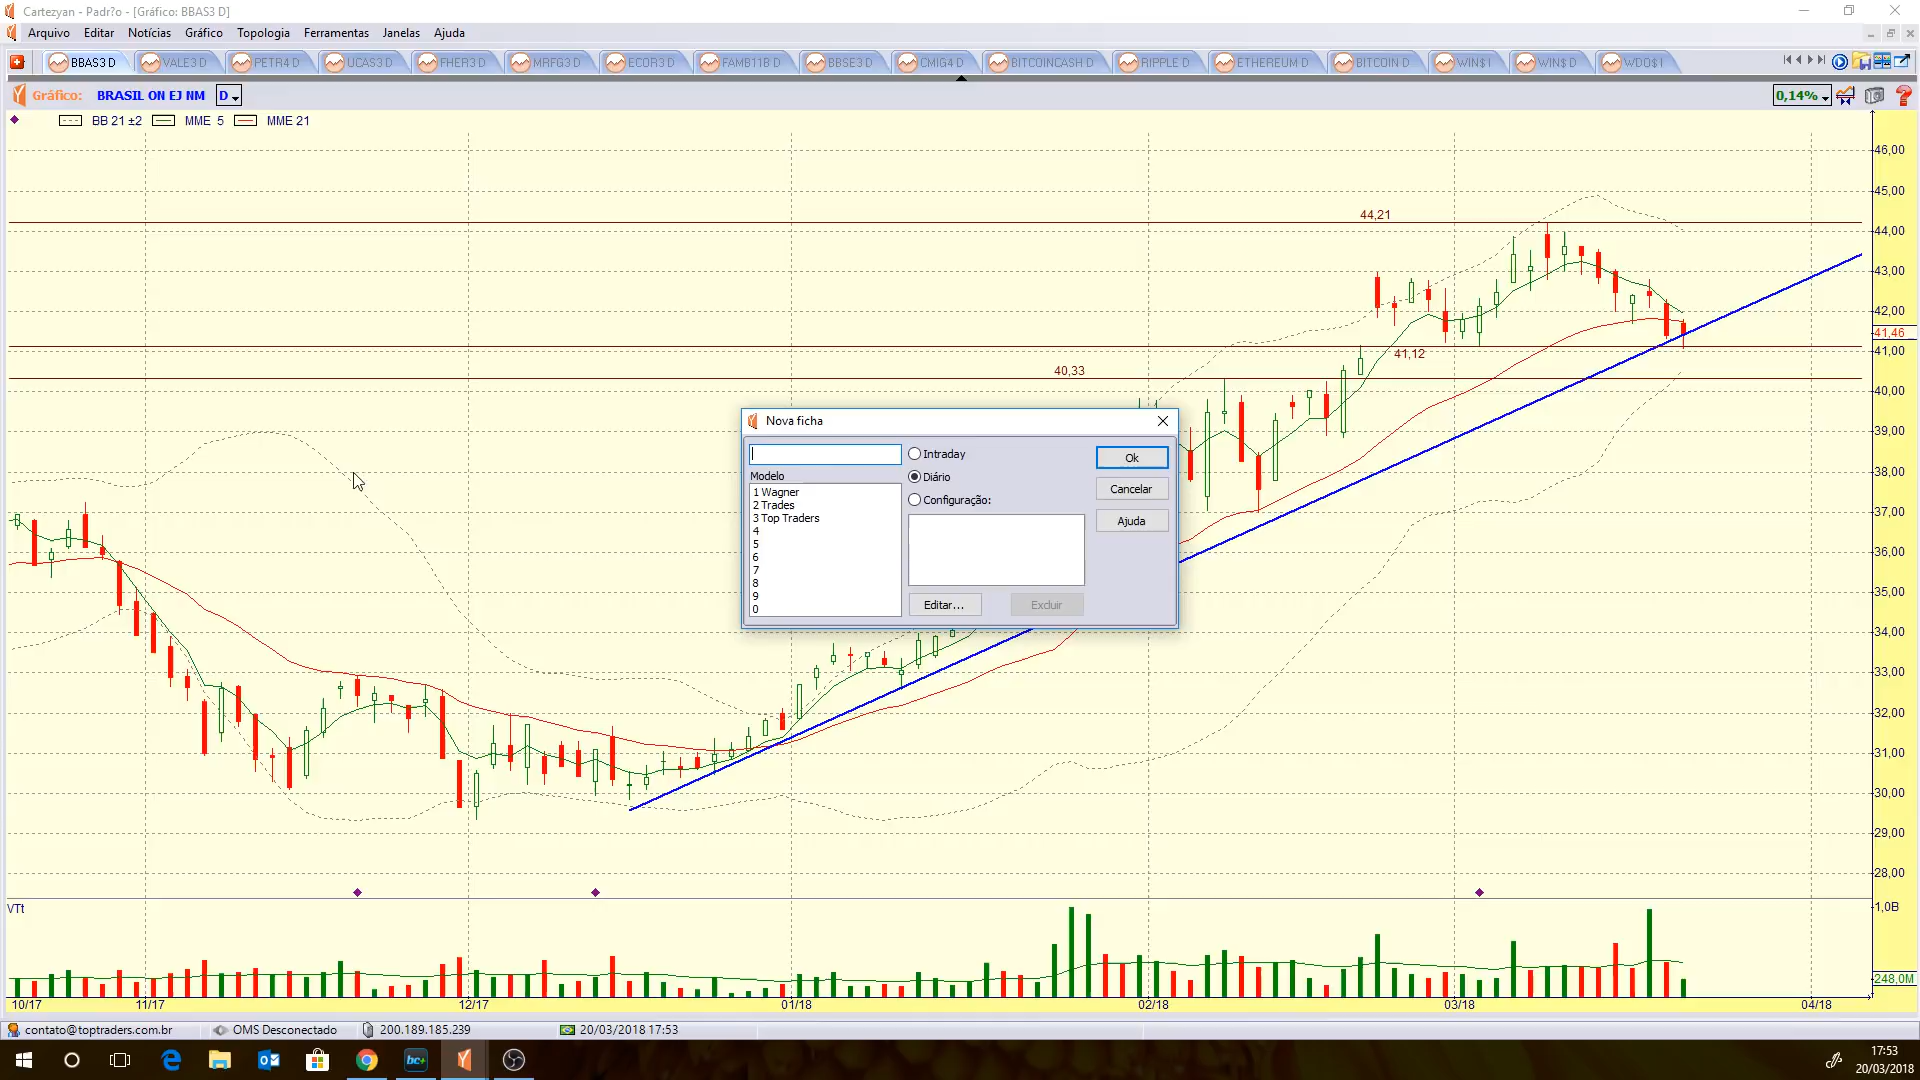 Cartezyan - Padr?o - [Gráfico: BBAS3 D]
Arquivo Editar Notícias Gráfico Topologia Ferramentas Janelas Ajuda
BBAS3 D VALE3 D PETR4 D UCAS3 D FHER3 D MRFG3 D ECOR3 D FAMB11B D BBSE3 D CMIG4 D BITCOINCASH D RIPPLE D ETHEREUM D BITCOIN D WIN$1 WIN$ D WDO$1
Gráfico: BRASIL ON EJ NM D 0,14%
BB 21 ±2 MME 5 MME 21
46,00
45,00
44,21
44,00
43,00
42,00
41,46
41,12
41,00
40,33
40,00
39,00
38,00
37,00
36,00
35,00
34,00
33,00
32,00
31,00
30,00
29,00
28,00
Nova ficha
Intraday
Ok
Modelo
Diário
Cancelar
1 Wagner
Configuração:
2 Trades
3 Top Traders
Ajuda
4
5
6
7
8
9
0
Editar...
Excluir
VTt
1,0B
248,0M
10/17 11/17 12/17 01/18 02/18 03/18 04/18
contato@toptraders.com.br OMS Desconectado 200.189.185.239 20/03/2018 17:53
bc+
17:53
20/03/2018